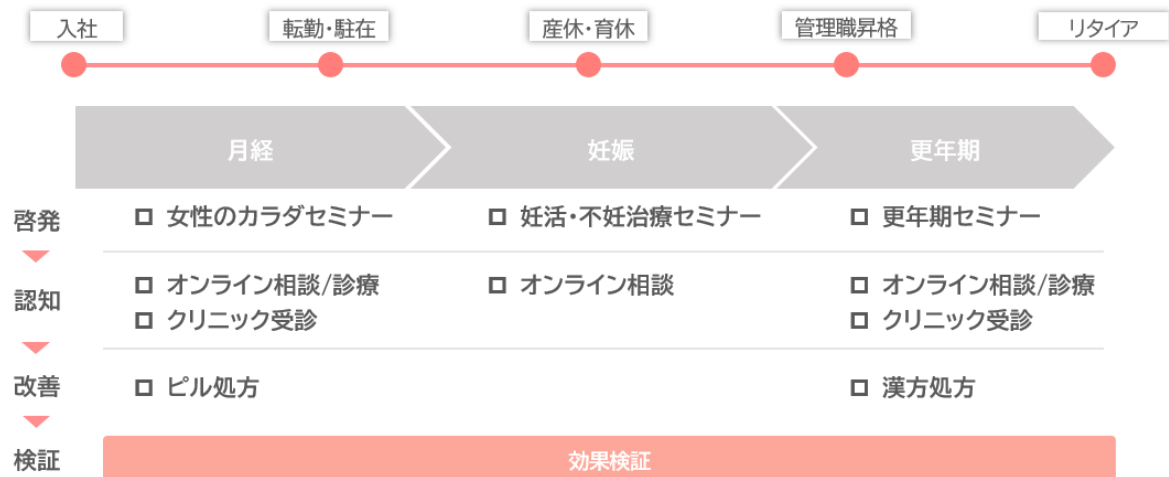 入社 転勤・駐在 産休・育休 管理職昇格 リタイア
月経 妊娠 更年期
啓発 女性のカラダセミナー 妊活・不妊治療セミナー 更年期セミナー
認知 オンライン相談/診療 オンライン相談 オンライン相談/診療
クリニック受診 クリニック受診
改善 ピル処方 漢方処方
検証 効果検証